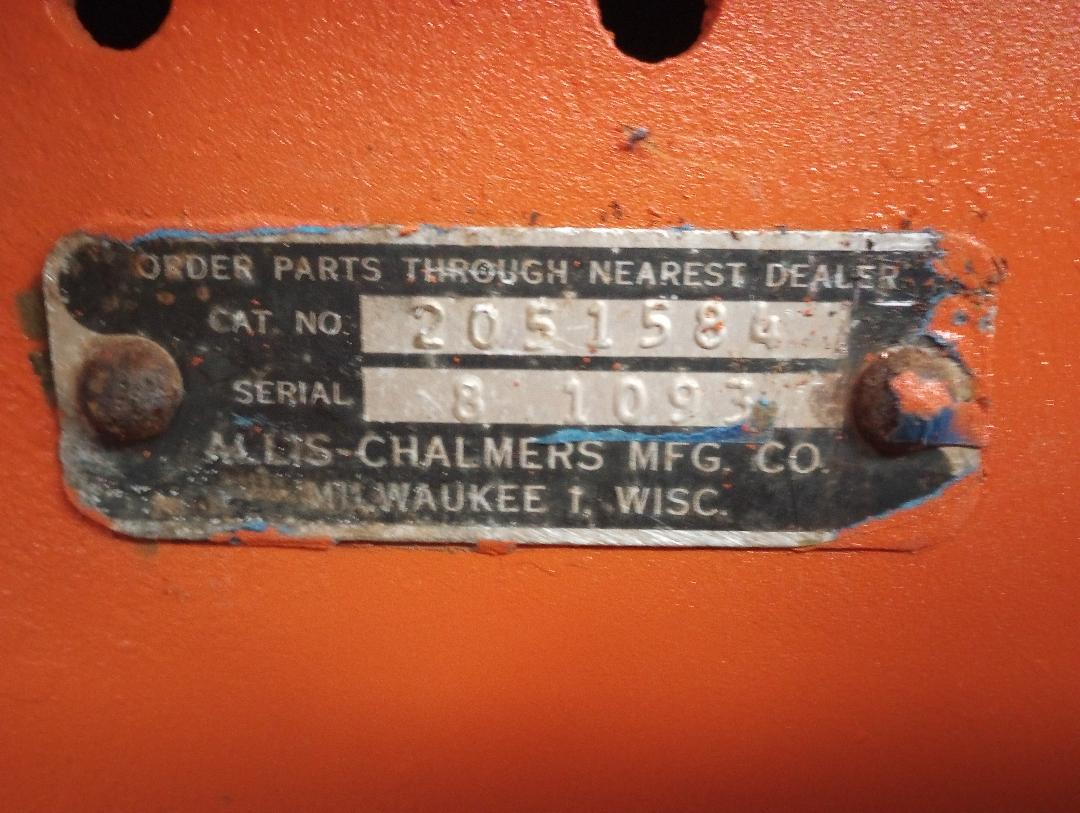 ORDER PARTS THROUGH NEAREST DEALER
CAT. NO. 2051584
SERIAL 8 1093
ALLIS-CHALMERS MFG. CO.
MILWAUKEE 1, WISC.